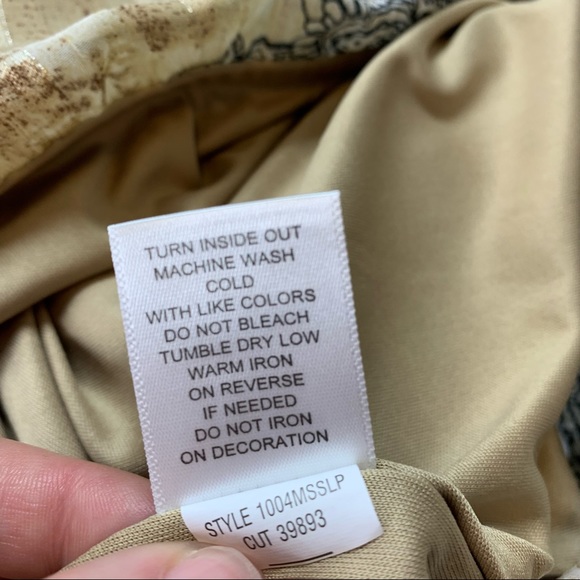 TURN INSIDE OUT
MACHINE WASH
COLD
WITH LIKE COLORS
DO NOT BLEACH
TUMBLE DRY LOW
WARM IRON
ON REVERSE
IF NEEDED
DO NOT IRON
ON DECORATION
STYLE 1004MSSLP
CUT 39893